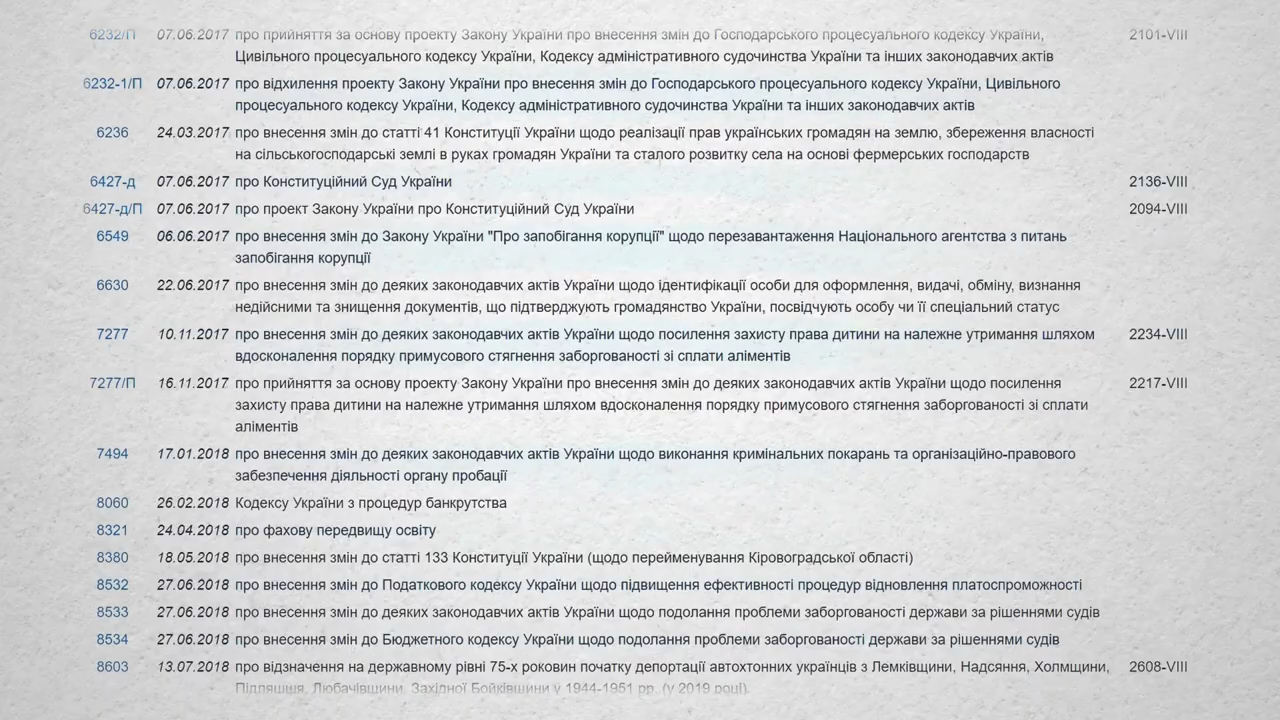 6232/П 07.06.2017 про прийняття за основу проекту Закону України про внесення змін до Господарського процесуального кодексу України, 2101-VIII
Цивільного процесуального кодексу України, Кодексу адміністративного судочинства України та інших законодавчих актів
6232-1/П 07.06.2017 про відхилення проекту Закону України про внесення змін до Господарського процесуального кодексу України, Цивільного
процесуального кодексу України, Кодексу адміністративного судочинства України та інших законодавчих актів
6236 24.03.2017 про внесення змін до статті 41 Конституції України щодо реалізації прав українських громадян на землю, збереження власності
на сільськогосподарські землі в руках громадян України та сталого розвитку села на основі фермерських господарств
6427-д 07.06.2017 про Конституційний Суд України 2136-VIII
6427-д/П 07.06.2017 про проект Закону України про Конституційний Суд України 2094-VIII
6549 06.06.2017 про внесення змін до Закону України "Про запобігання корупції" щодо перезавантаження Національного агентства з питань
запобігання корупції
6630 22.06.2017 про внесення змін до деяких законодавчих актів України щодо ідентифікації особи для оформлення, видачі, обміну, визнання
недійсними та знищення документів, що підтверджують громадянство України, посвідчують особу чи її спеціальний статус
7277 10.11.2017 про внесення змін до деяких законодавчих актів України щодо посилення захисту права дитини на належне утримання шляхом 2234-VIII
вдосконалення порядку примусового стягнення заборгованості зі сплати аліментів
7277/П 16.11.2017 про прийняття за основу проекту Закону України про внесення змін до деяких законодавчих актів України щодо посилення 2217-VIII
захисту права дитини на належне утримання шляхом вдосконалення порядку примусового стягнення заборгованості зі сплати
аліментів
7494 17.01.2018 про внесення змін до деяких законодавчих актів України щодо виконання кримінальних покарань та організаційно-правового
забезпечення діяльності органу пробації
8060 26.02.2018 Кодексу України з процедур банкрутства
8321 24.04.2018 про фахову передвищу освіту
8380 18.05.2018 про внесення змін до статті 133 Конституції України (щодо перейменування Кіровоградської області)
8532 27.06.2018 про внесення змін до Податкового кодексу України щодо підвищення ефективності процедур відновлення платоспроможності
8533 27.06.2018 про внесення змін до деяких законодавчих актів України щодо подолання проблеми заборгованості держави за рішеннями судів
8534 27.06.2018 про внесення змін до Бюджетного кодексу України щодо подолання проблеми заборгованості держави за рішеннями судів
8603 13.07.2018 про відзначення на державному рівні 75-х роковин початку депортації автохтонних українців з Лемківщини, Надсяння, Холмщини, 2608-VIII
Підляшшя, Любачівщини, Західної Бойківщини у 1944-1951 рр. (у 2019 році).